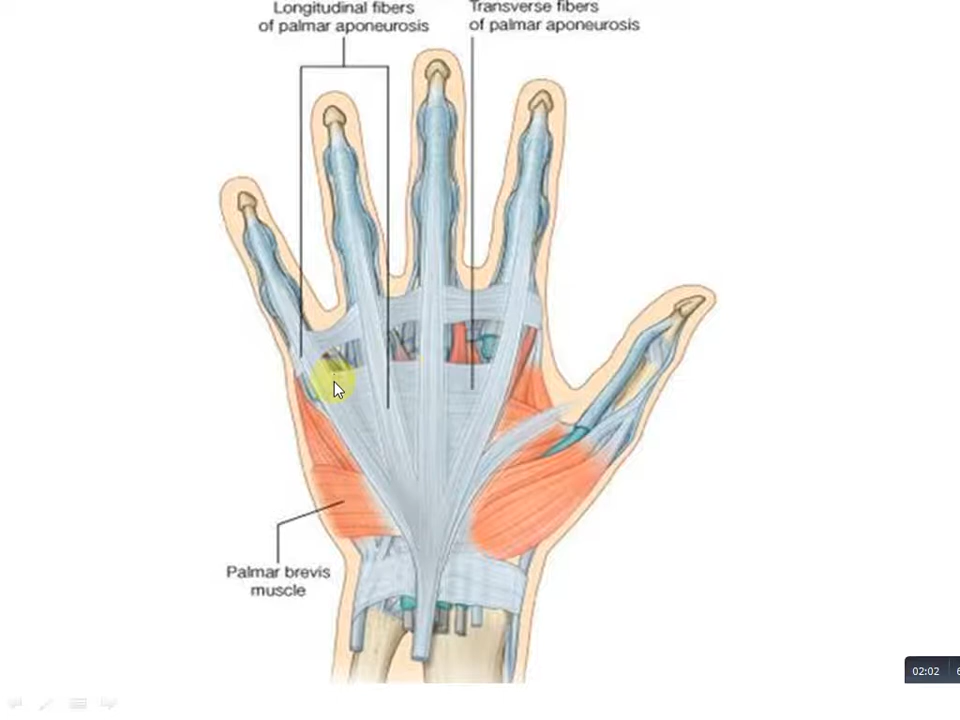 Longitudinal fibers
of palmar aponeurosis
Transverse fibers
of palmar aponeurosis
Palmar brevis
muscle
02:02